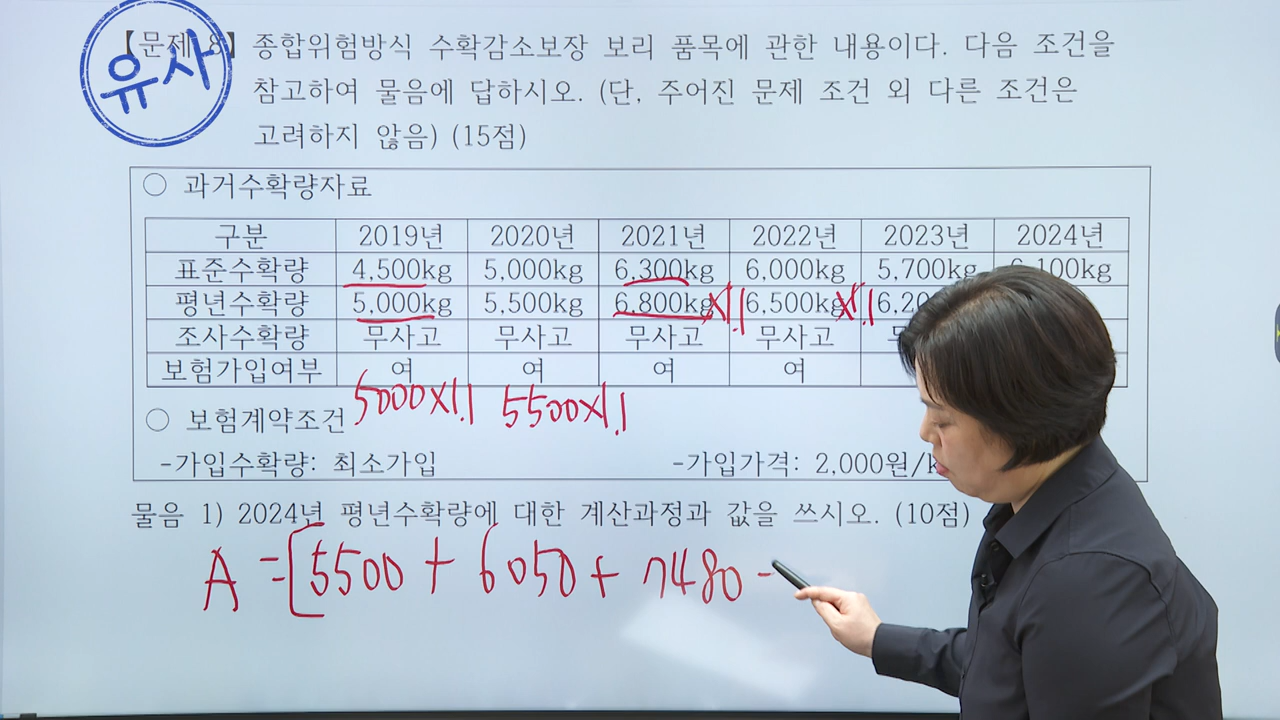 【문제 8】 종합위험방식 수확감소보장 보리 품목에 관한 내용이다. 다음 조건을
유사
참고하여 물음에 답하시오. (단, 주어진 문제 조건 외 다른 조건은
고려하지 않음) (15점)
○ 과거수확량자료
구분 2019년 2020년 2021년 2022년 2023년 2024년
표준수확량 4,500kg 5,000kg 6,300kg 6,000kg 5,700kg 6,100kg
평년수확량 5,000kg 5,500kg 6,800kg ×1.1 6,500kg ×1.1 6,20
조사수확량 무사고 무사고 무사고 무사고
보험가입여부 여 여 여 여
5000×1.1 5500×1.1
○ 보험계약조건
-가입수확량: 최소가입 -가입가격: 2,000원/k
물음 1) 2024년 평년수확량에 대한 계산과정과 값을 쓰시오. (10점)
A = [5500 + 6050 + 7480 -